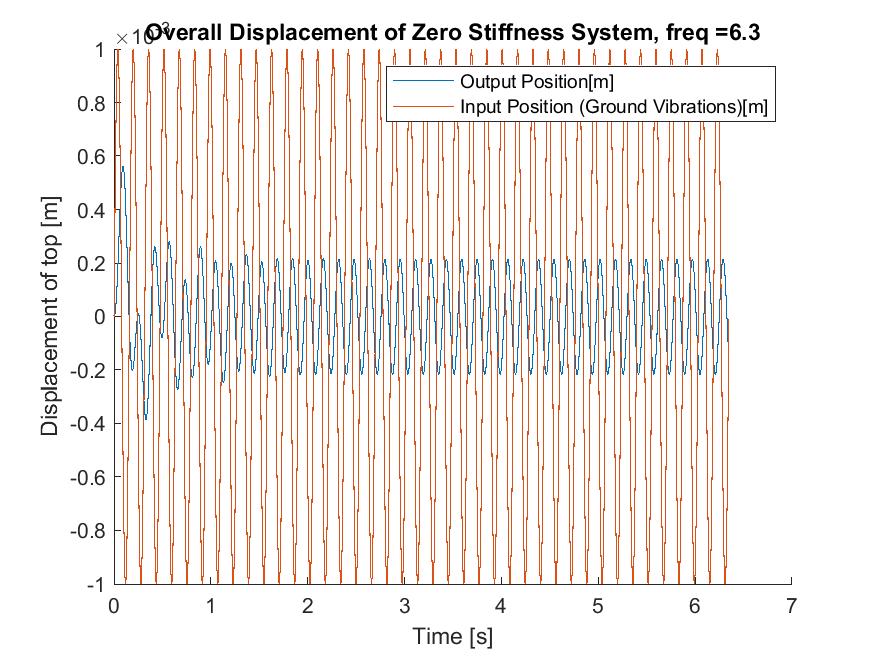 ×10-3
Overall Displacement of Zero Stiffness System, freq =6.3
Output Position[m]
Input Position (Ground Vibrations)[m]
Displacement of top [m]
1
0.8
0.6
0.4
0.2
0
-0.2
-0.4
-0.6
-0.8
-1
0 1 2 3 4 5 6 7
Time [s]